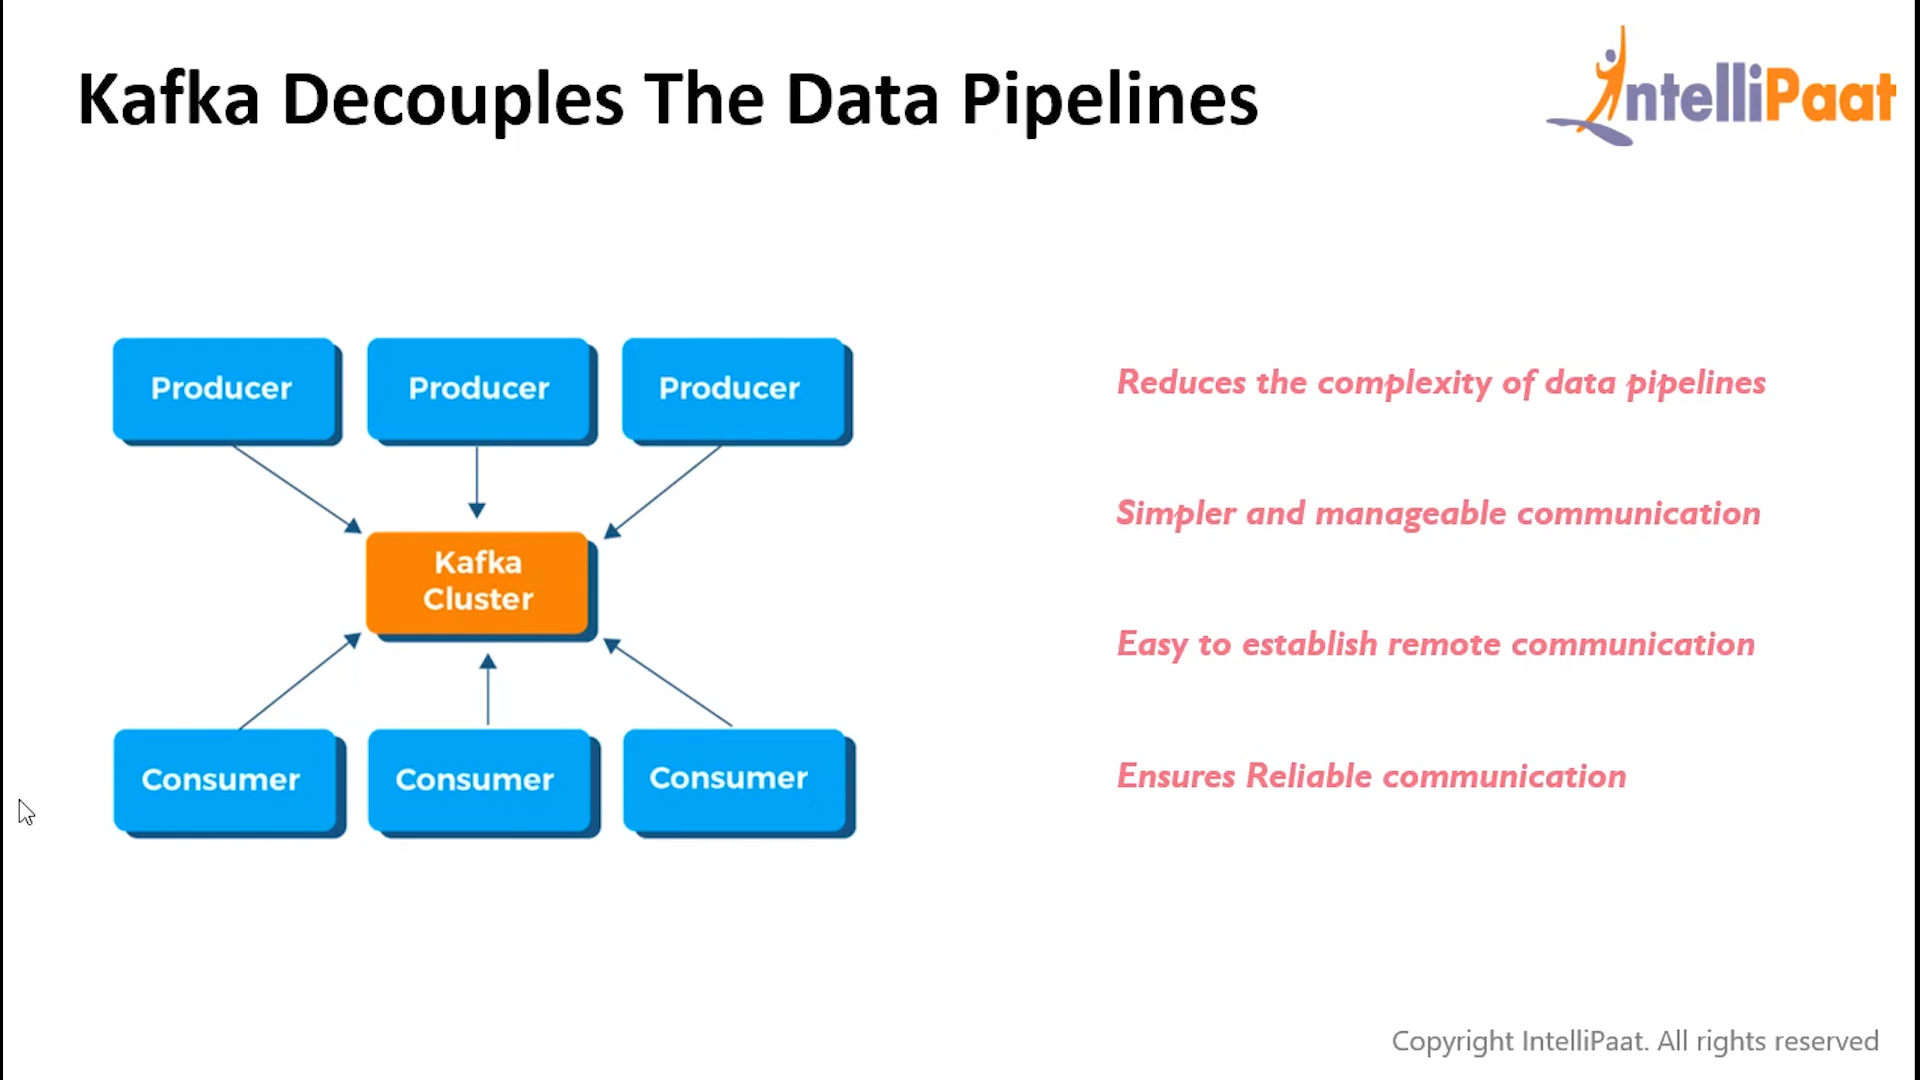 Kafka Decouples The Data Pipelines
ntelliPaat
Producer
Producer
Producer
Kafka
Cluster
Consumer
Consumer
Consumer
Reduces the complexity of data pipelines
Simpler and manageable communication
Easy to establish remote communication
Ensures Reliable communication
Copyright IntelliPaat. All rights reserved